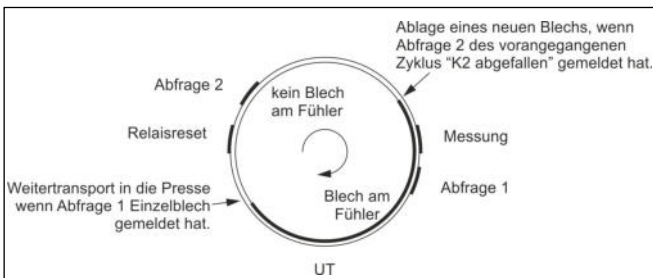 Ablage eines neuen Blechs, wenn
Abfrage 2 des vorangegangenen
Zyklus “K2 abgefallen” gemeldet hat.
Abfrage 2
kein Blech
am Fühler
Relaisreset
Messung
Weitertransport in die Presse
wenn Abfrage 1 Einzelblech
gemeldet hat.
Blech am
Fühler
Abfrage 1
UT